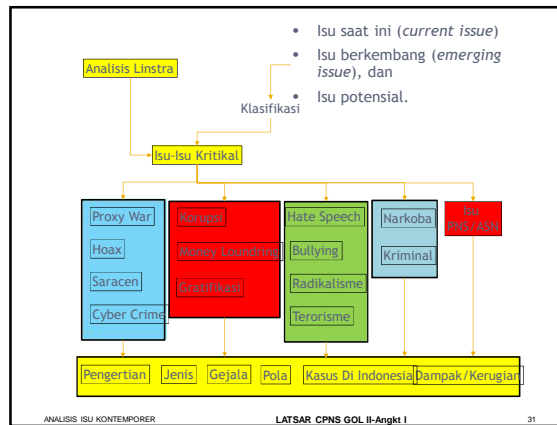 • Isu saat ini (current issue)
• Isu berkembang (emerging
issue), dan
• Isu potensial.
Analisis Linstra
Klasifikasi
Isu-Isu Kritikal
Proxy War
Hoax
Saracen
Cyber Crime
Korupsi
Money Loundring
Gratifikasi
Hate Speech
Bullying
Radikalisme
Terorisme
Narkoba
Kriminal
Isu
PNS/ASN
Pengertian Jenis Gejala Pola Kasus Di Indonesia Dampak/Kerugian
ANALISIS ISU KONTEMPORER LATSAR CPNS GOL II-Angkt I 31